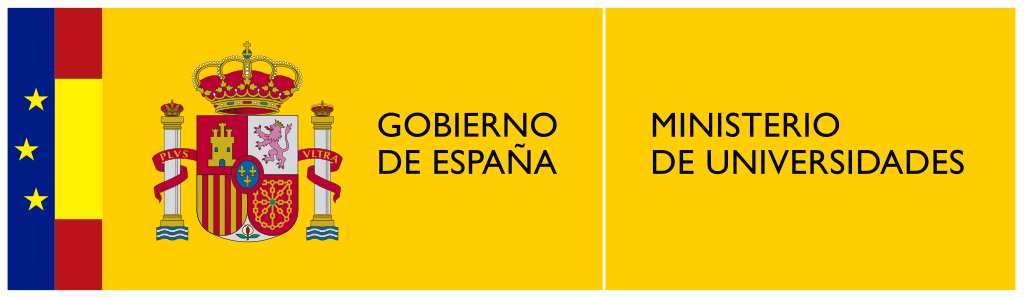 PLVS
VLTRA
GOBIERNO
DE ESPAÑA
MINISTERIO
DE UNIVERSIDADES